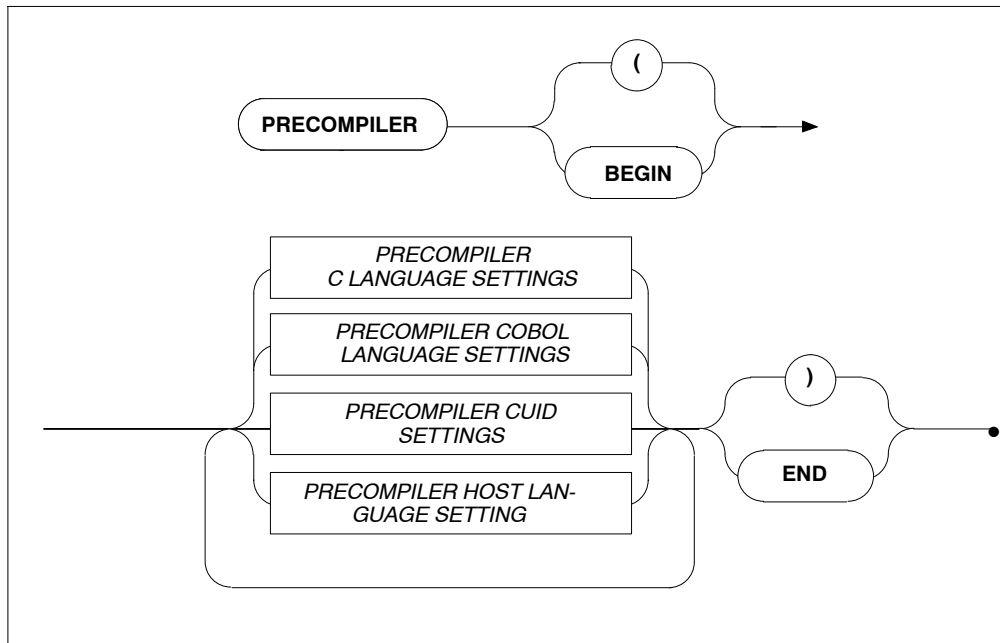 (
PRECOMPILER
BEGIN
PRECOMPILER
C LANGUAGE SETTINGS
PRECOMPILER COBOL
LANGUAGE SETTINGS
PRECOMPILER CUID
SETTINGS
PRECOMPILER HOST LAN-
GUAGE SETTING
)
END